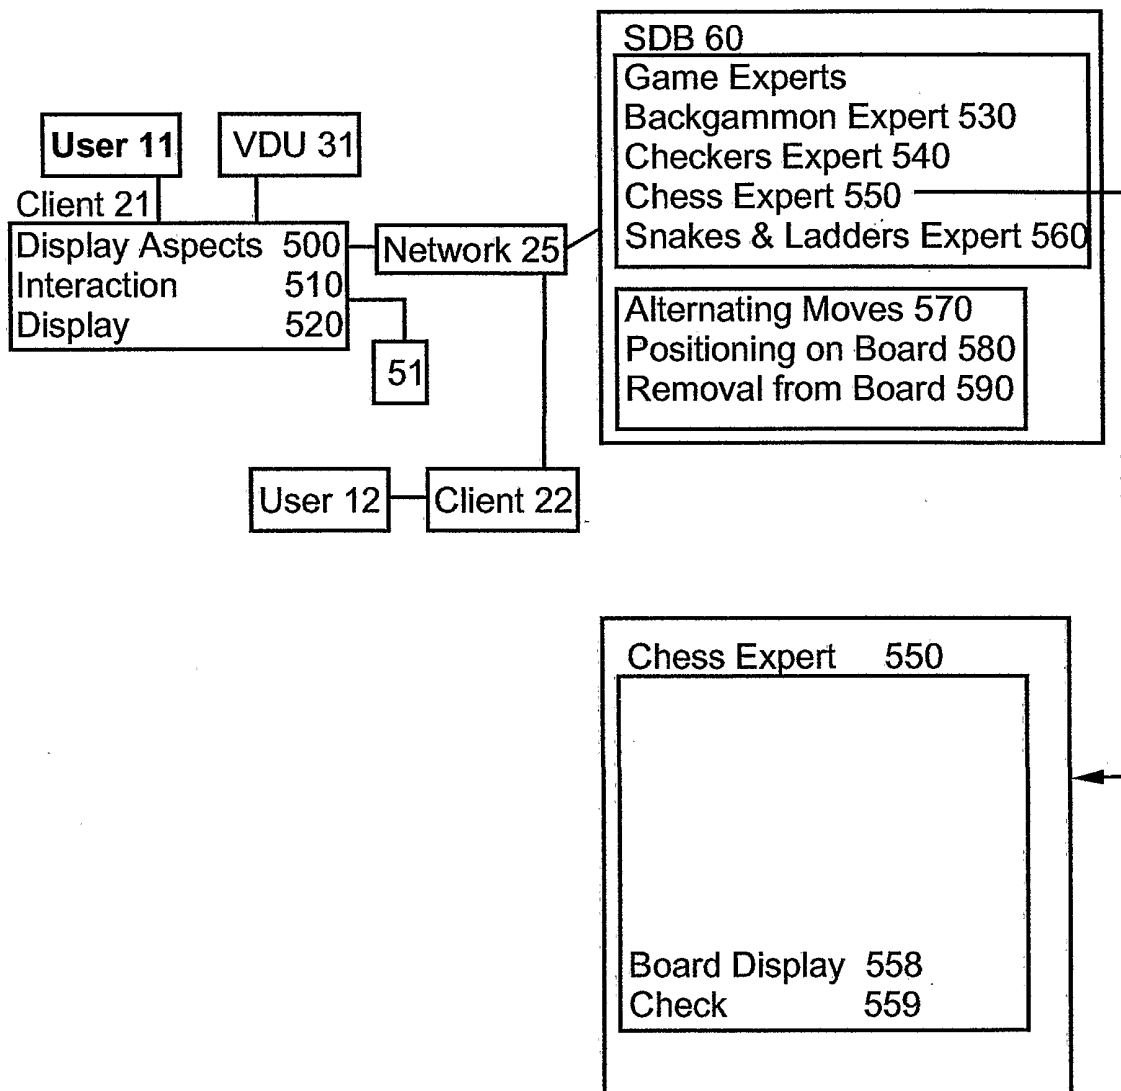 SDB 60
Game Experts
Backgammon Expert 530
Checkers Expert 540
Chess Expert 550
Snakes & Ladders Expert 560
Alternating Moves 570
Positioning on Board 580
Removal from Board 590
User 11
VDU 31
Client 21
Display Aspects 500
Interaction 510
Display 520
Network 25
51
User 12
Client 22
Chess Expert 550
Board Display 558
Check 559